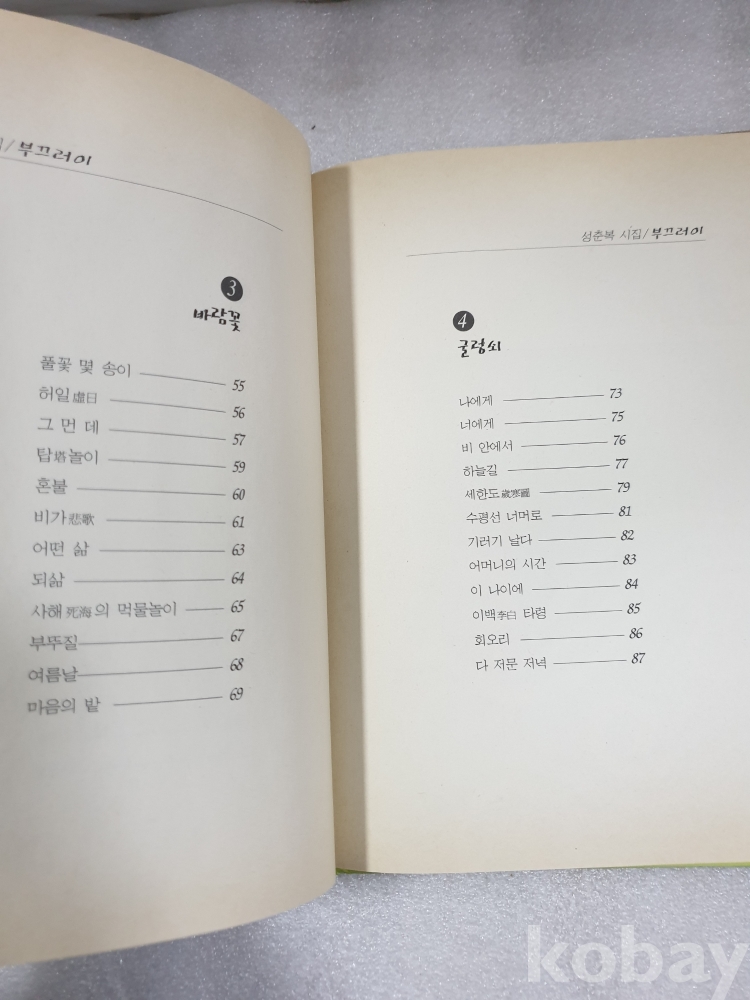 /부끄러이
3
바람꽃
풀꽃 몇 송이 55
허일虛日 56
그 먼 데 57
탑塔놀이 59
혼불 60
비가悲歌 61
어떤 삶 63
되삶 64
사해死海의 먹물놀이 65
부뚜질 67
여름날 68
마음의 밭 69
성춘복 시집/부끄러이
4
굴렁쇠
나에게 73
너에게 75
비 안에서 76
하늘길 77
세한도歲寒圖 79
수평선 너머로 81
기러기 날다 82
어머니의 시간 83
이 나이에 84
이백李白 타령 85
회오리 86
다 저문 저녁 87
kobay